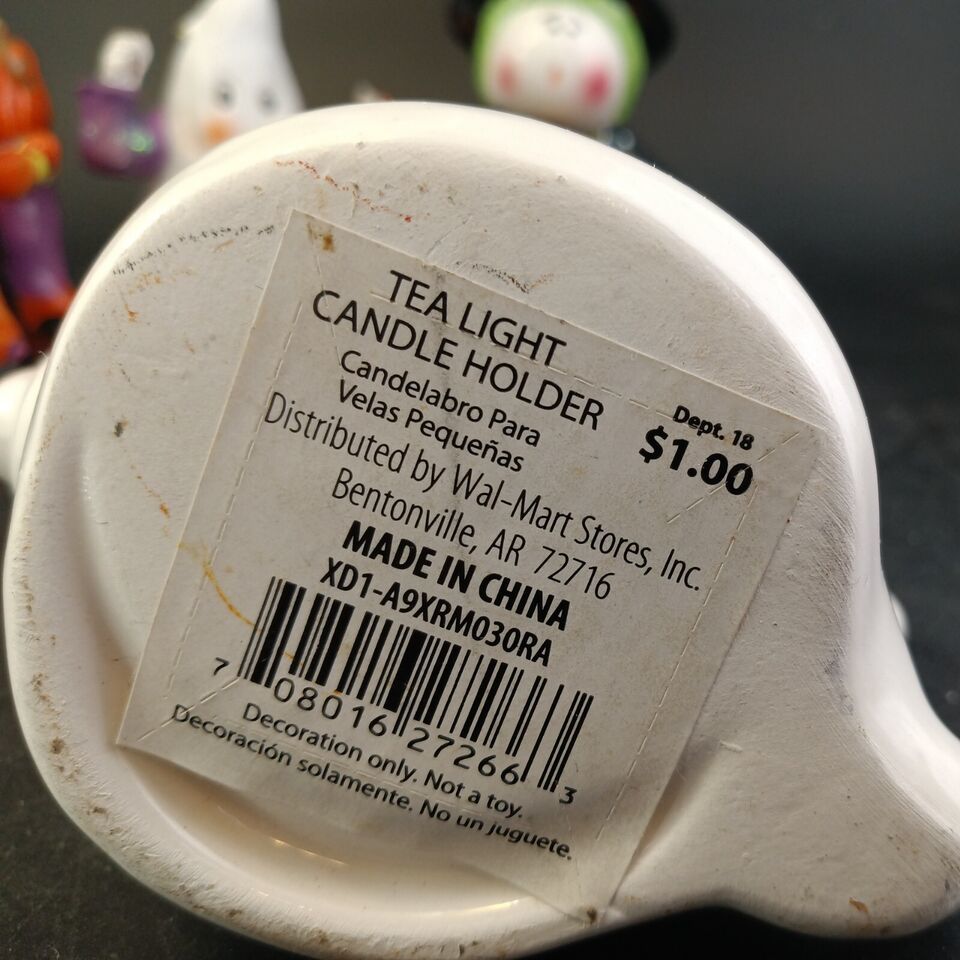 TEA LIGHT
CANDLE HOLDER
Candelabro Para
Velas Pequeñas
Dept. 18
$1.00
Distributed by Wal-Mart Stores, Inc.
Bentonville, AR 72716
MADE IN CHINA
XD1-A9XRM030RA
7 08016 27266 3
Decoration only. Not a toy.
Decoración solamente. No un juguete.